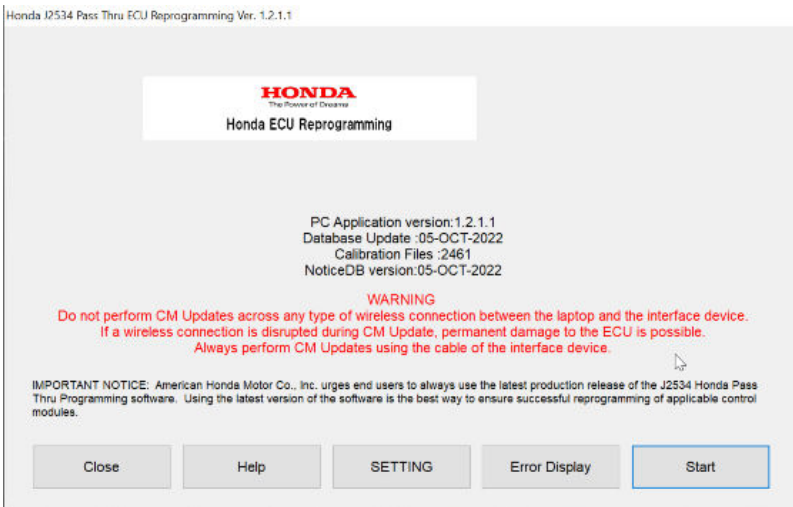 Honda J2534 Pass Thru ECU Reprogramming Ver. 1.2.1.1
HONDA
The Power of Dreams
Honda ECU Reprogramming
PC Application version:1.2.1.1
Database Update :05-OCT-2022
Calibration Files :2461
NoticeDB version:05-OCT-2022
WARNING
Do not perform CM Updates across any type of wireless connection between the laptop and the interface device.
If a wireless connection is disrupted during CM Update, permanent damage to the ECU is possible.
Always perform CM Updates using the cable of the interface device.
IMPORTANT NOTICE: American Honda Motor Co., Inc. urges end users to always use the latest production release of the J2534 Honda Pass
Thru Programming software. Using the latest version of the software is the best way to ensure successful reprogramming of applicable control
modules.
Close Help SETTING Error Display Start